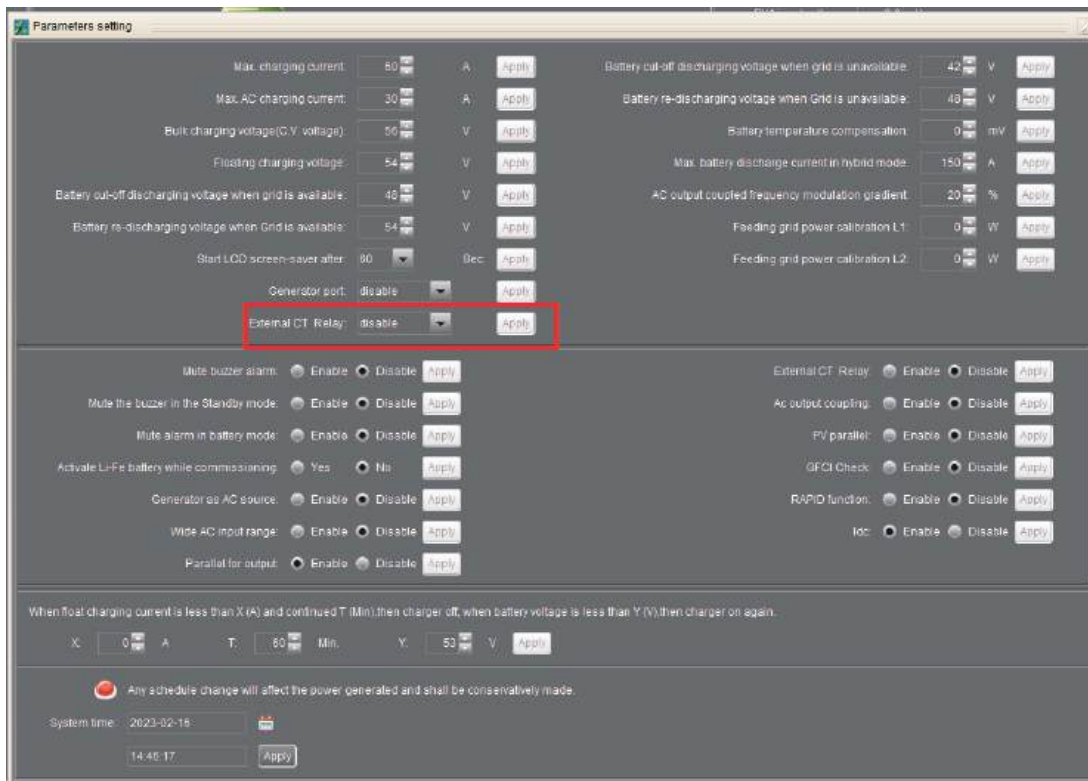 Parameters setting
Max. charging current: 60 A Apply
Max. AC charging current: 30 A Apply
Bulk charging voltage(C.V. voltage): 56 V Apply
Floating charging voltage: 54 V Apply
Battery cut-off discharging voltage when grid is available: 48 V Apply
Battery re-discharging voltage when Grid is available: 54 V Apply
Start LCD screen-saver after: 60 Sec. Apply
Generator port: disable Apply
External CT Relay: disable Apply
Battery cut-off discharging voltage when grid is unavailable: 42 V Apply
Battery re-discharging voltage when Grid is unavailable: 48 V Apply
Battery temperature compensation: 0 mV Apply
Max. battery discharge current in hybrid mode: 150 A Apply
AC output coupled frequency modulation gradient: 20 % Apply
Feeding grid power calibration L1: 0 W Apply
Feeding grid power calibration L2: 0 W Apply
Mute buzzer alarm: Enable Disable Apply
Mute the buzzer in the Standby mode: Enable Disable Apply
Mute alarm in battery mode: Enable Disable Apply
Activate Li-Fe battery while commissioning: Yes No Apply
Generator as AC source: Enable Disable Apply
Wide AC input range: Enable Disable Apply
Parallel for output: Enable Disable Apply
External CT Relay: Enable Disable Apply
Ac output coupling: Enable Disable Apply
PV parallel: Enable Disable Apply
GFCI Check: Enable Disable Apply
RAPID function: Enable Disable Apply
Idc: Enable Disable Apply
When float charging current is less than X (A) and continued T (Min),then charger off, when battery voltage is less than Y (V),then charger on again.
X: 0 A T: 60 Min. Y: 53 V Apply
Any schedule change will affect the power generated and shall be conservatively made.
System time: 2023-02-16
14:46:17 Apply